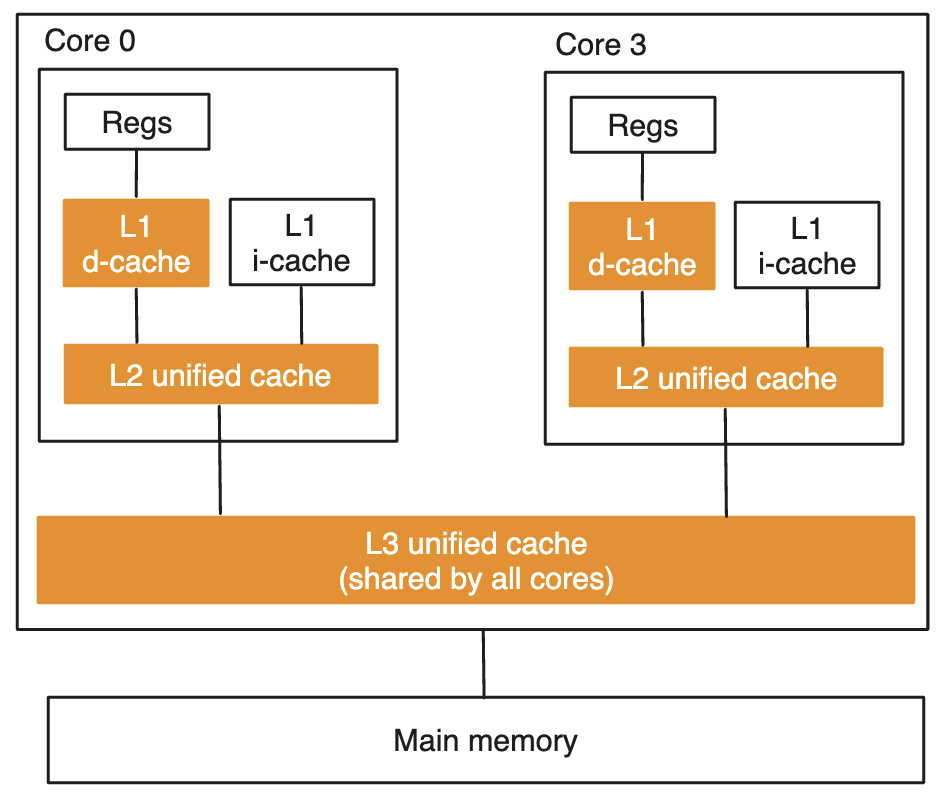 Core 0
Core 3
Regs
Regs
L1
d-cache
L1
i-cache
L1
d-cache
L1
i-cache
L2 unified cache
L2 unified cache
L3 unified cache
(shared by all cores)
Main memory